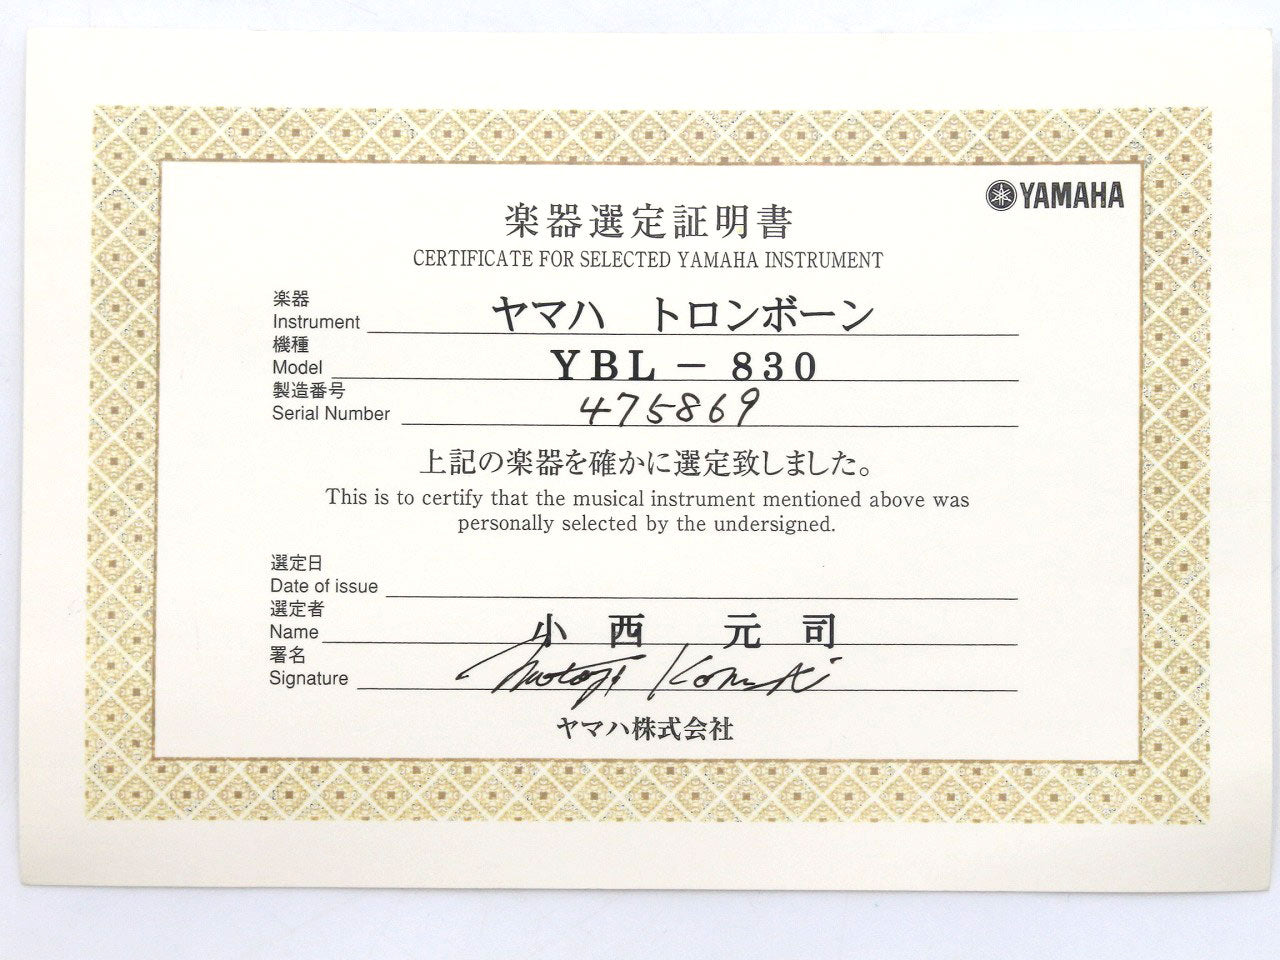 YAMAHA
楽器選定証明書
CERTIFICATE FOR SELECTED YAMAHA INSTRUMENT
楽器
Instrument ヤマハ トロンボーン
機種
Model YBL－830
製造番号
Serial Number 475869
上記の楽器を確かに選定致しました。
This is to certify that the musical instrument mentioned above was
personally selected by the undersigned.
選定日
Date of issue
選定者
Name 小西 元司
署名
Signature Motoji Konishi
ヤマハ株式会社